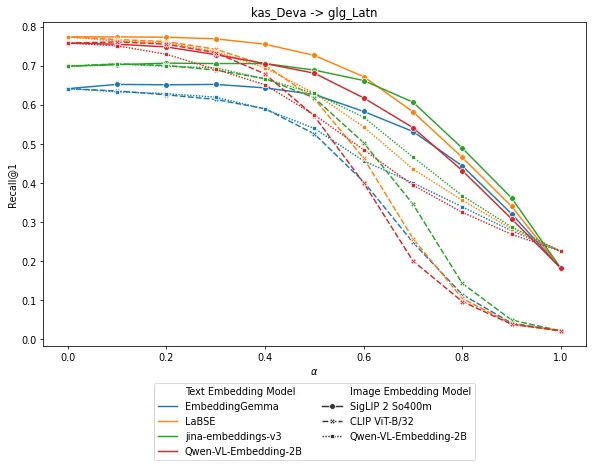 kas_Deva -> glg_Latn
Recall@1
0.8
0.7
0.6
0.5
0.4
0.3
0.2
0.1
0.0
0.0 0.2 0.4 0.6 0.8 1.0
α
Text Embedding Model
EmbeddingGemma
LaBSE
jina-embeddings-v3
Qwen-VL-Embedding-2B
Image Embedding Model
SigLIP 2 So400m
CLIP ViT-B/32
Qwen-VL-Embedding-2B